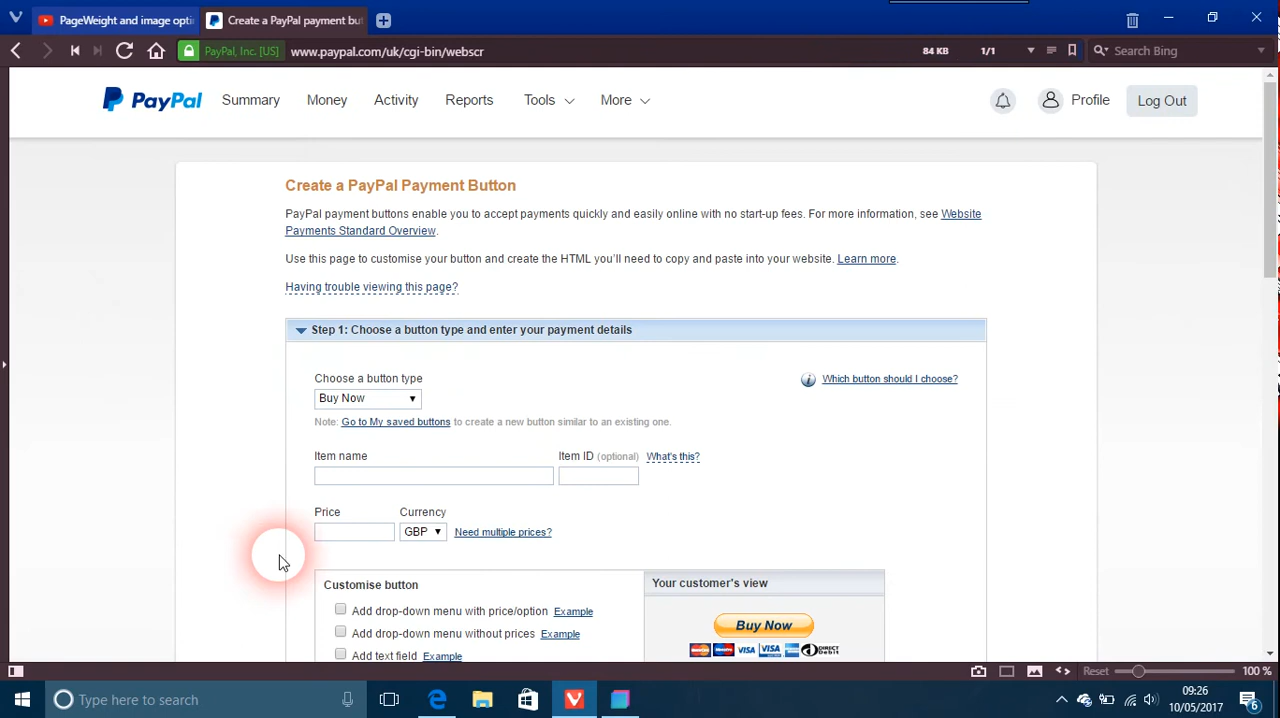 PageWeight and image opti
Create a PayPal payment but
PayPal, Inc. [US] www.paypal.com/uk/cgi-bin/webscr 84 KB 1/1 Search Bing
PayPal Summary Money Activity Reports Tools More Profile Log Out
Create a PayPal Payment Button
PayPal payment buttons enable you to accept payments quickly and easily online with no start-up fees. For more information, see Website
Payments Standard Overview.
Use this page to customise your button and create the HTML you'll need to copy and paste into your website. Learn more.
Having trouble viewing this page?
Step 1: Choose a button type and enter your payment details
Choose a button type
Which button should I choose?
Buy Now
Note: Go to My saved buttons to create a new button similar to an existing one.
Item name Item ID (optional) What's this?
Price Currency
GBP Need multiple prices?
Customise button
Your customer's view
Add drop-down menu with price/option Example
Buy Now
Add drop-down menu without prices Example
VISA VISA DIRECT Debit
Add text field Example
Reset 100 %
Type here to search
09:26
10/05/2017
6